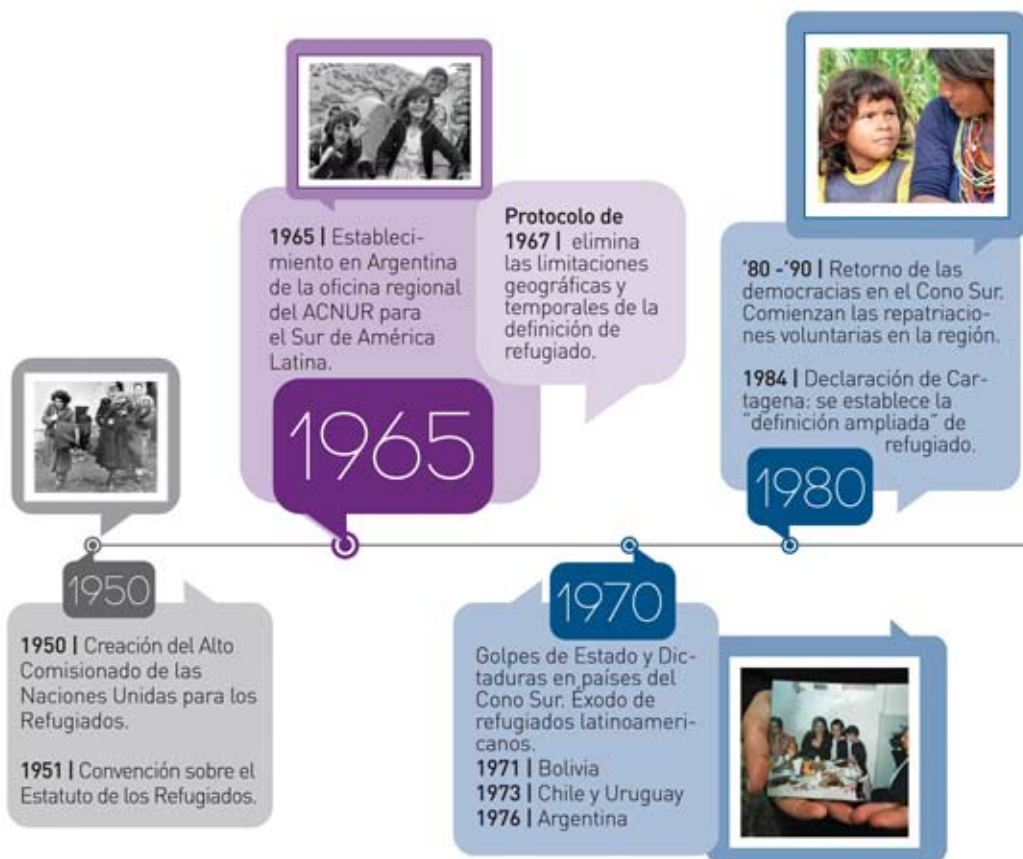 1965 | Estableci-
miento en Argentina
de la oficina regional
del ACNUR para
el Sur de América
Latina.
1965
Protocolo de
1967 | elimina
las limitaciones
geográficas y
temporales de la
definición de
refugiado.
'80 -'90 | Retorno de las
democracias en el Cono Sur.
Comienzan las repatriacio-
nes voluntarias en la región.
1984 | Declaración de Car-
tagena: se establece la
"definición ampliada" de
refugiado.
1980
1950
1950 | Creación del Alto
Comisionado de las
Naciones Unidas para los
Refugiados.
1951 | Convención sobre el
Estatuto de los Refugiados.
1970
Golpes de Estado y Dic-
taduras en países del
Cono Sur. Éxodo de
refugiados latinoameri-
canos.
1971 | Bolivia
1973 | Chile y Uruguay
1976 | Argentina